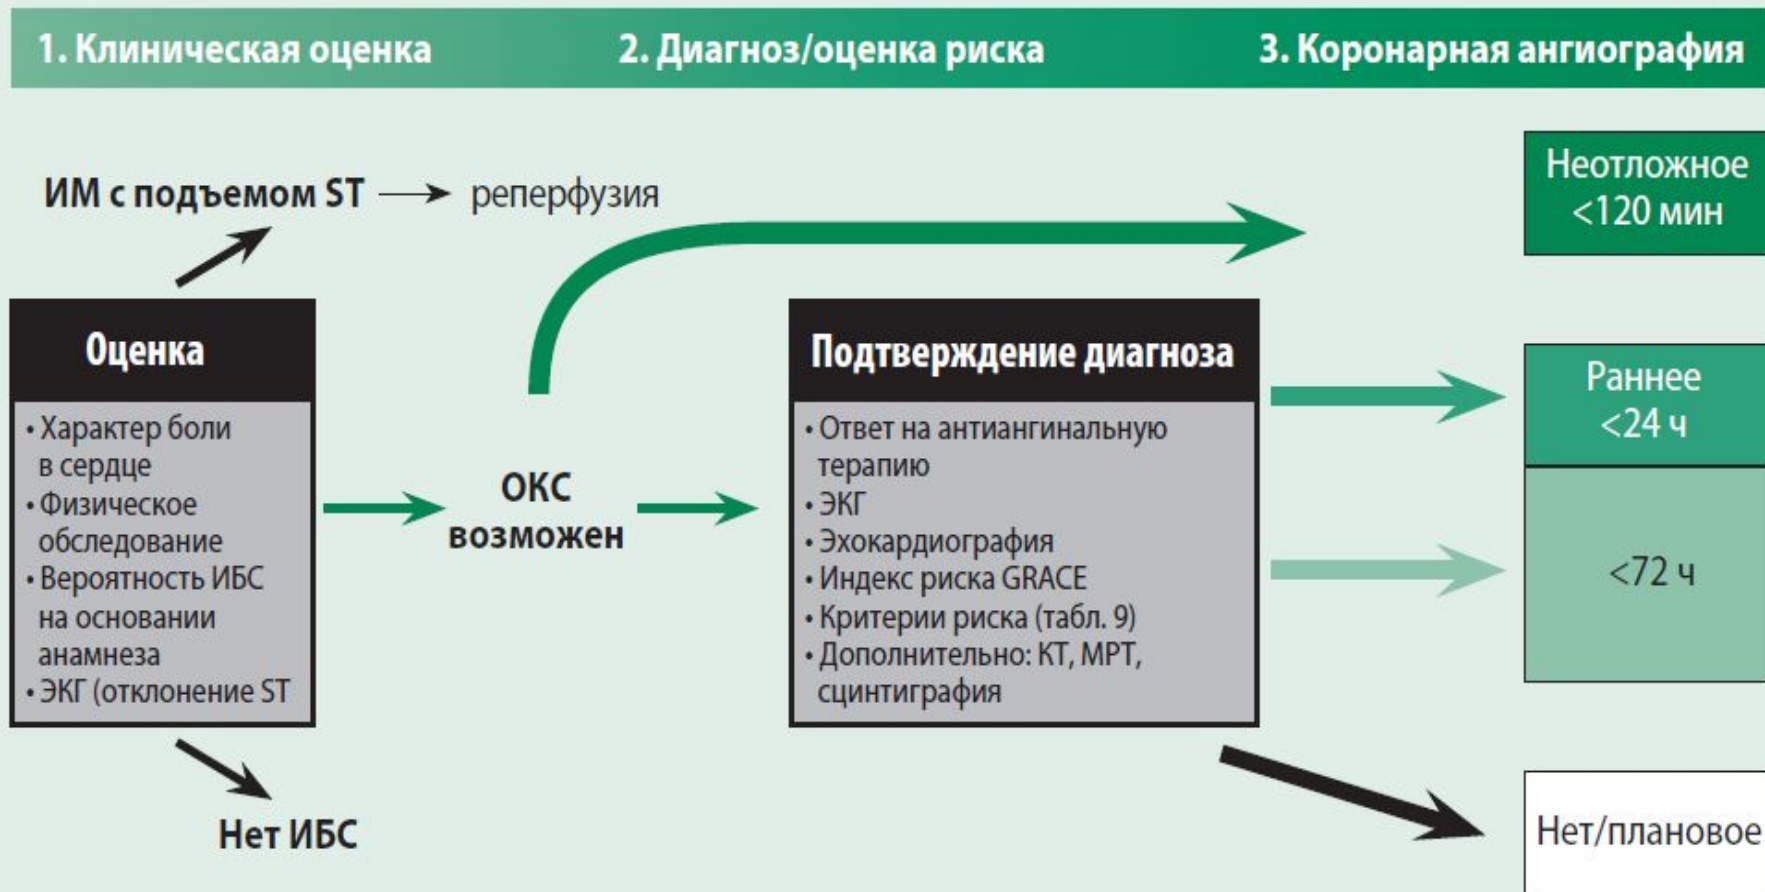 1. Клиническая оценка
2. Диагноз/оценка риска
3. Коронарная ангиография
ИМ с подъемом ST
реперфузия
Неотложное
<120 мин
Оценка
• Характер боли
в сердце
• Физическое
обследование
• Вероятность ИБС
на основании
анамнеза
• ЭКГ (отклонение ST
ОКС
возможен
Подтверждение диагноза
• Ответ на антиангинальную
терапию
• ЭКГ
• Эхокардиография
• Индекс риска GRACE
• Критерии риска (табл. 9)
• Дополнительно: КТ, МРТ,
сцинтиграфия
Раннее
<24 ч
<72 ч
Нет ИБС
Нет/плановое